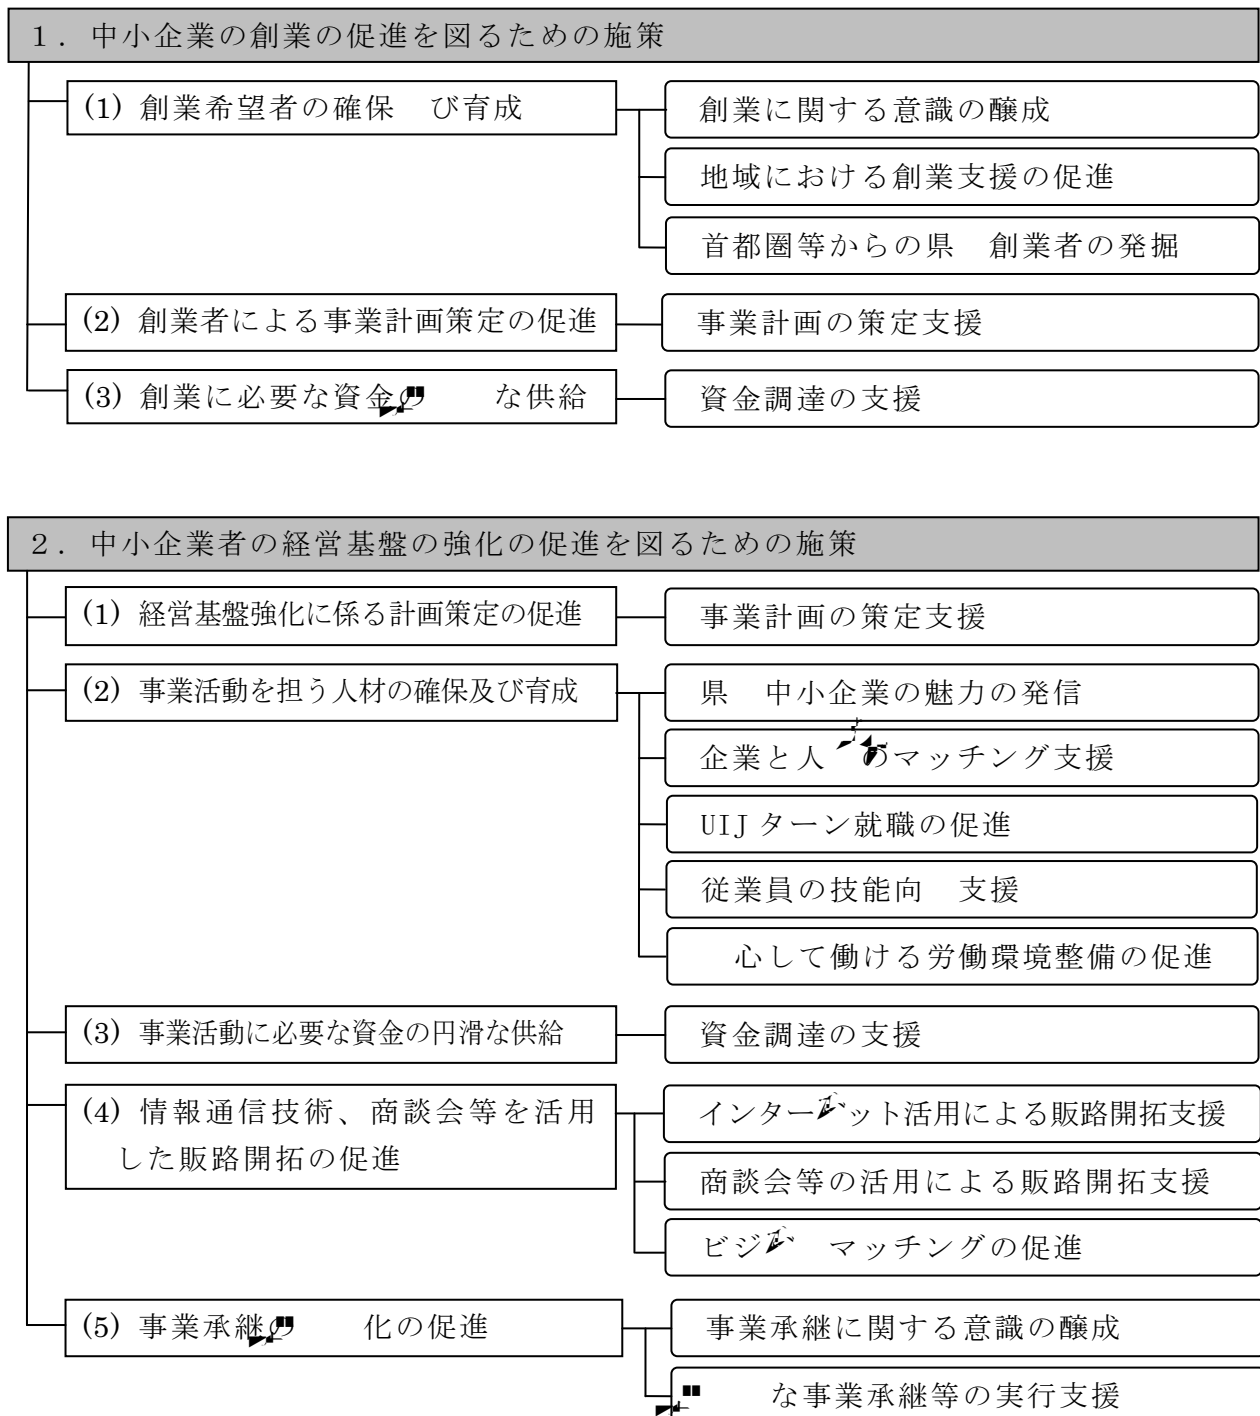 １．中小企業の創業の促進を図るための施策
(1) 創業希望者の確保　び育成
創業に関する意識の醸成
地域における創業支援の促進
首都圏等からの県　創業者の発掘
(2) 創業者による事業計画策定の促進
事業計画の策定支援
(3) 創業に必要な資金　　な供給
資金調達の支援
２．中小企業者の経営基盤の強化の促進を図るための施策
(1) 経営基盤強化に係る計画策定の促進
事業計画の策定支援
(2) 事業活動を担う人材の確保及び育成
県　中小企業の魅力の発信
企業と人　のマッチング支援
UIJターン就職の促進
従業員の技能向　支援
心して働ける労働環境整備の促進
(3) 事業活動に必要な資金の円滑な供給
資金調達の支援
(4) 情報通信技術、商談会等を活用
した販路開拓の促進
インター　ット活用による販路開拓支援
商談会等の活用による販路開拓支援
ビジ　　マッチングの促進
(5) 事業承継　　化の促進
事業承継に関する意識の醸成
な事業承継等の実行支援